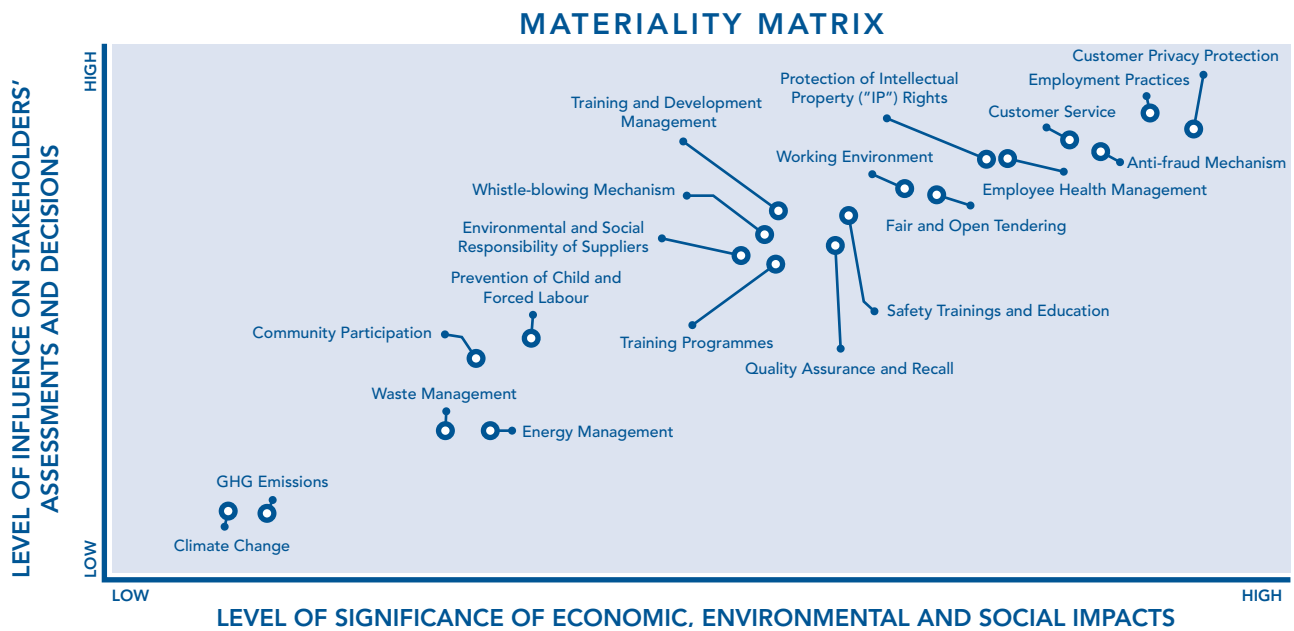 MATERIALITY MATRIX
LEVEL OF INFLUENCE ON STAKEHOLDERS'
ASSESSMENTS AND DECISIONS
HIGH
LOW
Customer Privacy Protection
Employment Practices
Protection of Intellectual
Property ("IP") Rights
Training and Development
Management
Customer Service
Working Environment
Anti-fraud Mechanism
Whistle-blowing Mechanism
Employee Health Management
Environmental and Social
Responsibility of Suppliers
Fair and Open Tendering
Prevention of Child and
Forced Labour
Safety Trainings and Education
Community Participation
Training Programmes
Quality Assurance and Recall
Waste Management
Energy Management
GHG Emissions
Climate Change
LOW
HIGH
LEVEL OF SIGNIFICANCE OF ECONOMIC, ENVIRONMENTAL AND SOCIAL IMPACTS